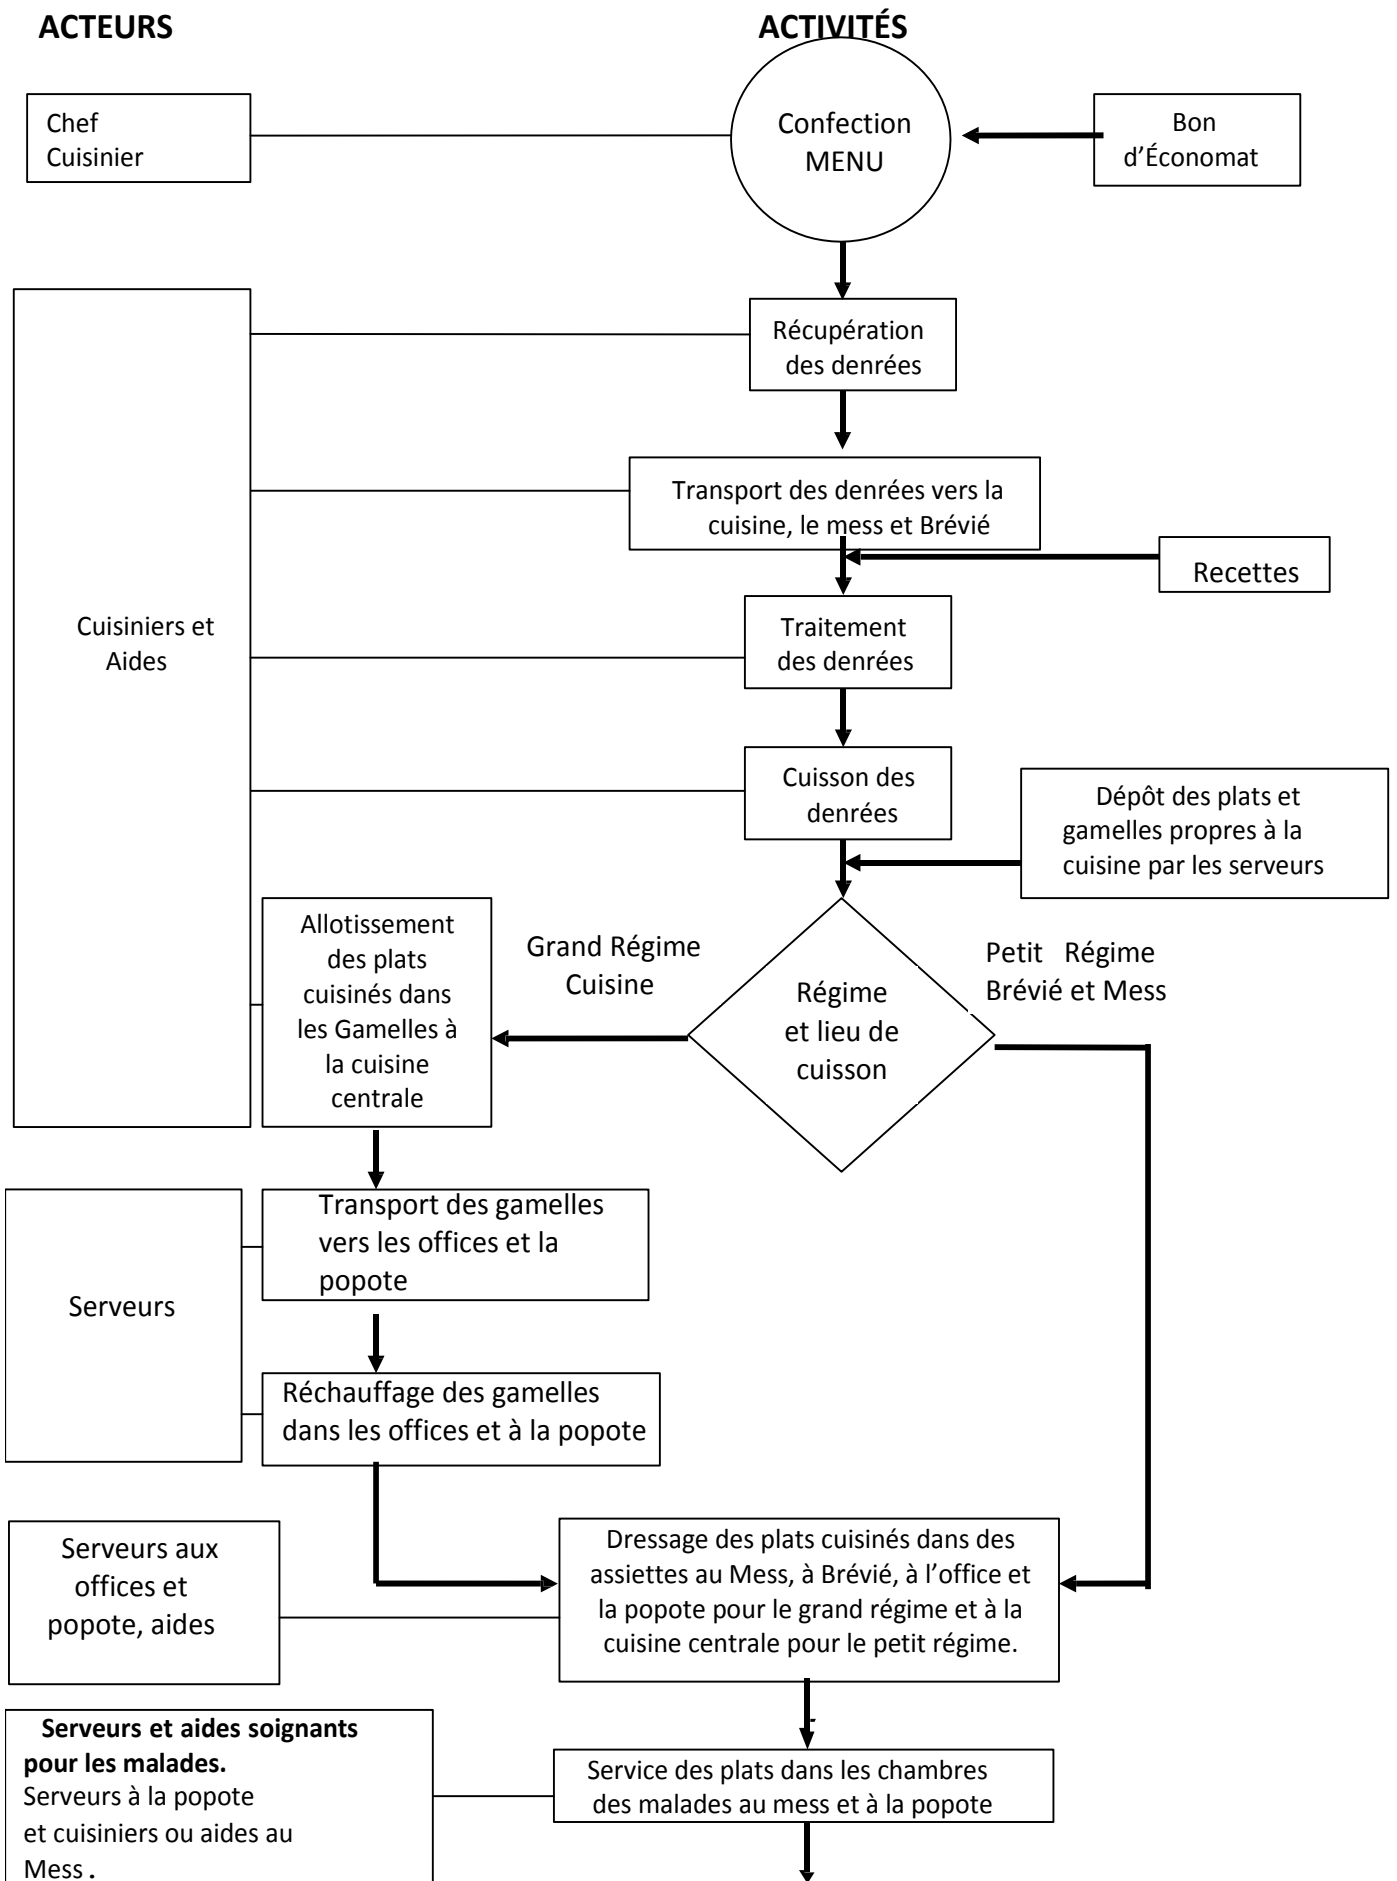 ACTEURS
ACTIVITÉS
Chef
Cuisinier
Confection
MENU
Bon
d’Économat
Récupération
des denrées
Transport des denrées vers la
cuisine, le mess et Brévié
Recettes
Cuisiniers et
Aides
Traitement
des denrées
Cuisson des
denrées
Dépôt des plats et
gamelles propres à la
cuisine par les serveurs
Allotissement
des plats
cuisinés dans
les Gamelles à
la cuisine
centrale
Grand Régime
Cuisine
Régime
et lieu de
cuisson
Petit Régime
Brévié et Mess
Transport des gamelles
vers les offices et la
popote
Serveurs
Réchauffage des gamelles
dans les offices et à la popote
Serveurs aux
offices et
popote, aides
Dressage des plats cuisinés dans des
assiettes au Mess, à Brévié, à l’office et
la popote pour le grand régime et à la
cuisine centrale pour le petit régime.
Serveurs et aides soignants
pour les malades.
Serveurs à la popote
et cuisiniers ou aides au
Mess .
Service des plats dans les chambres
des malades au mess et à la popote